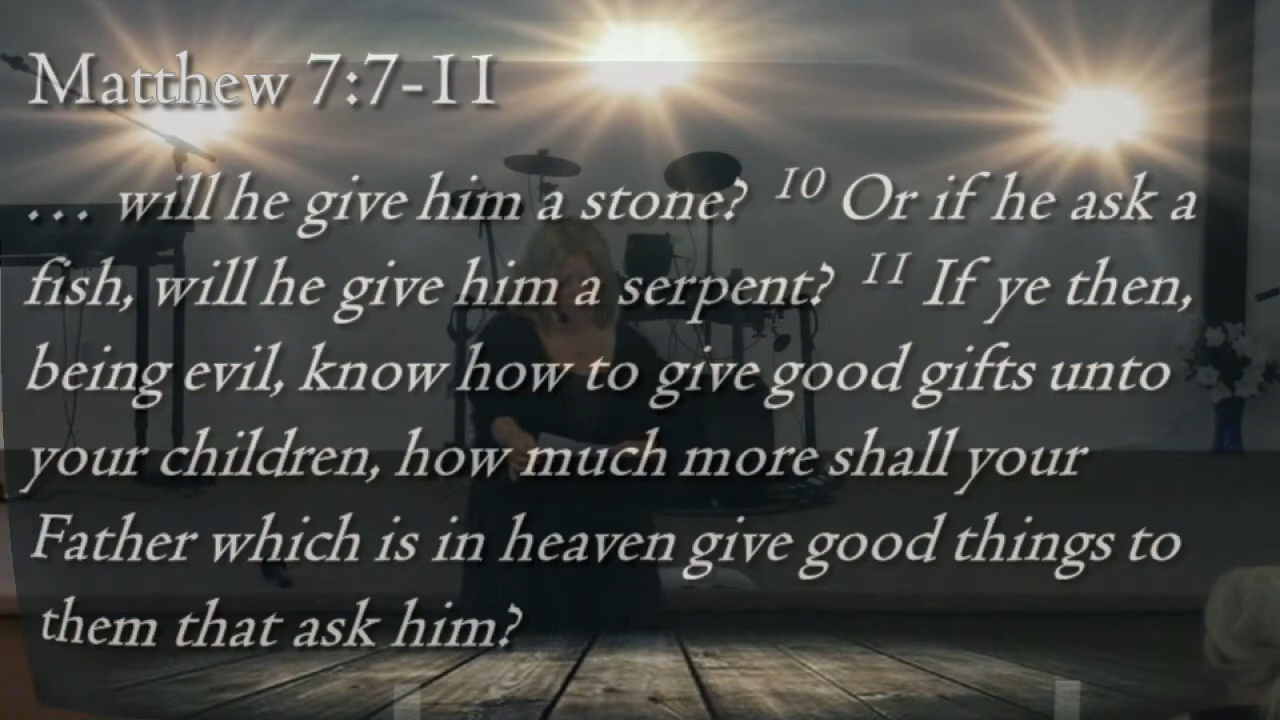 Matthew 7:7-11
... will he give him a stone? 10 Or if he ask a
fish, will he give him a serpent? 11 If ye then,
being evil, know how to give good gifts unto
your children, how much more shall your
Father which is in heaven give good things to
them that ask him?